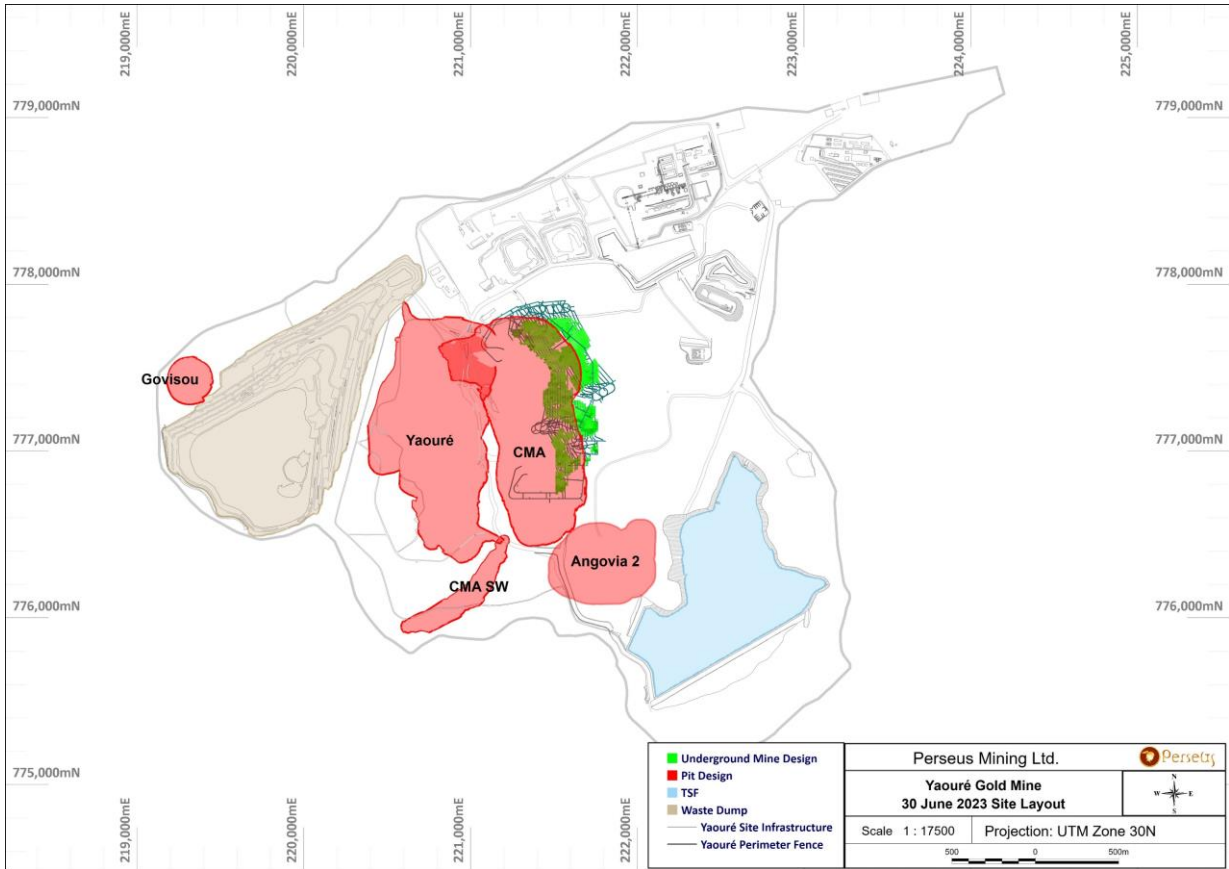 219,000mE
220,000mE
221,000mE
222,000mE
223,000mE
224,000mE
225,000mE
779,000mN
779,000mN
778,000mN
778,000mN
Govisou
777,000mN
Yaouré
CMA
777,000mN
Angovia 2
CMA SW
776,000mN
776,000mN
775,000mN
Underground Mine Design
Pit Design
TSF
Waste Dump
Yaouré Site Infrastructure
Yaouré Perimeter Fence
Perseus Mining Ltd.
Perseus
Yaouré Gold Mine
30 June 2023 Site Layout
N
W E
S
Scale 1 : 17500
Projection: UTM Zone 30N
500 0 500m
219,000mE
220,000mE
221,000mE
222,000mE